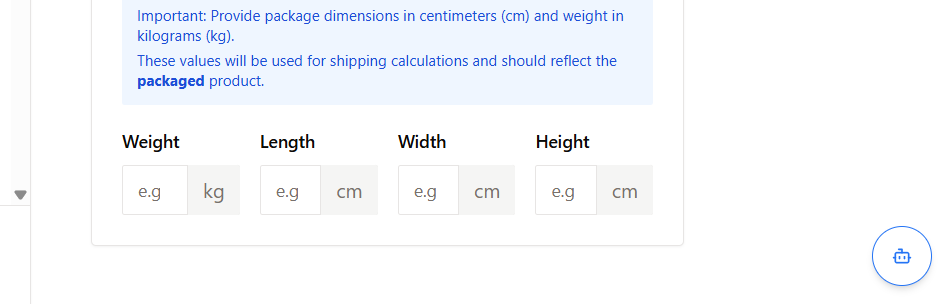 Important: Provide package dimensions in centimeters (cm) and weight in
kilograms (kg).
These values will be used for shipping calculations and should reflect the
packaged product.
Weight Length Width Height
e.g kg e.g cm e.g cm e.g cm